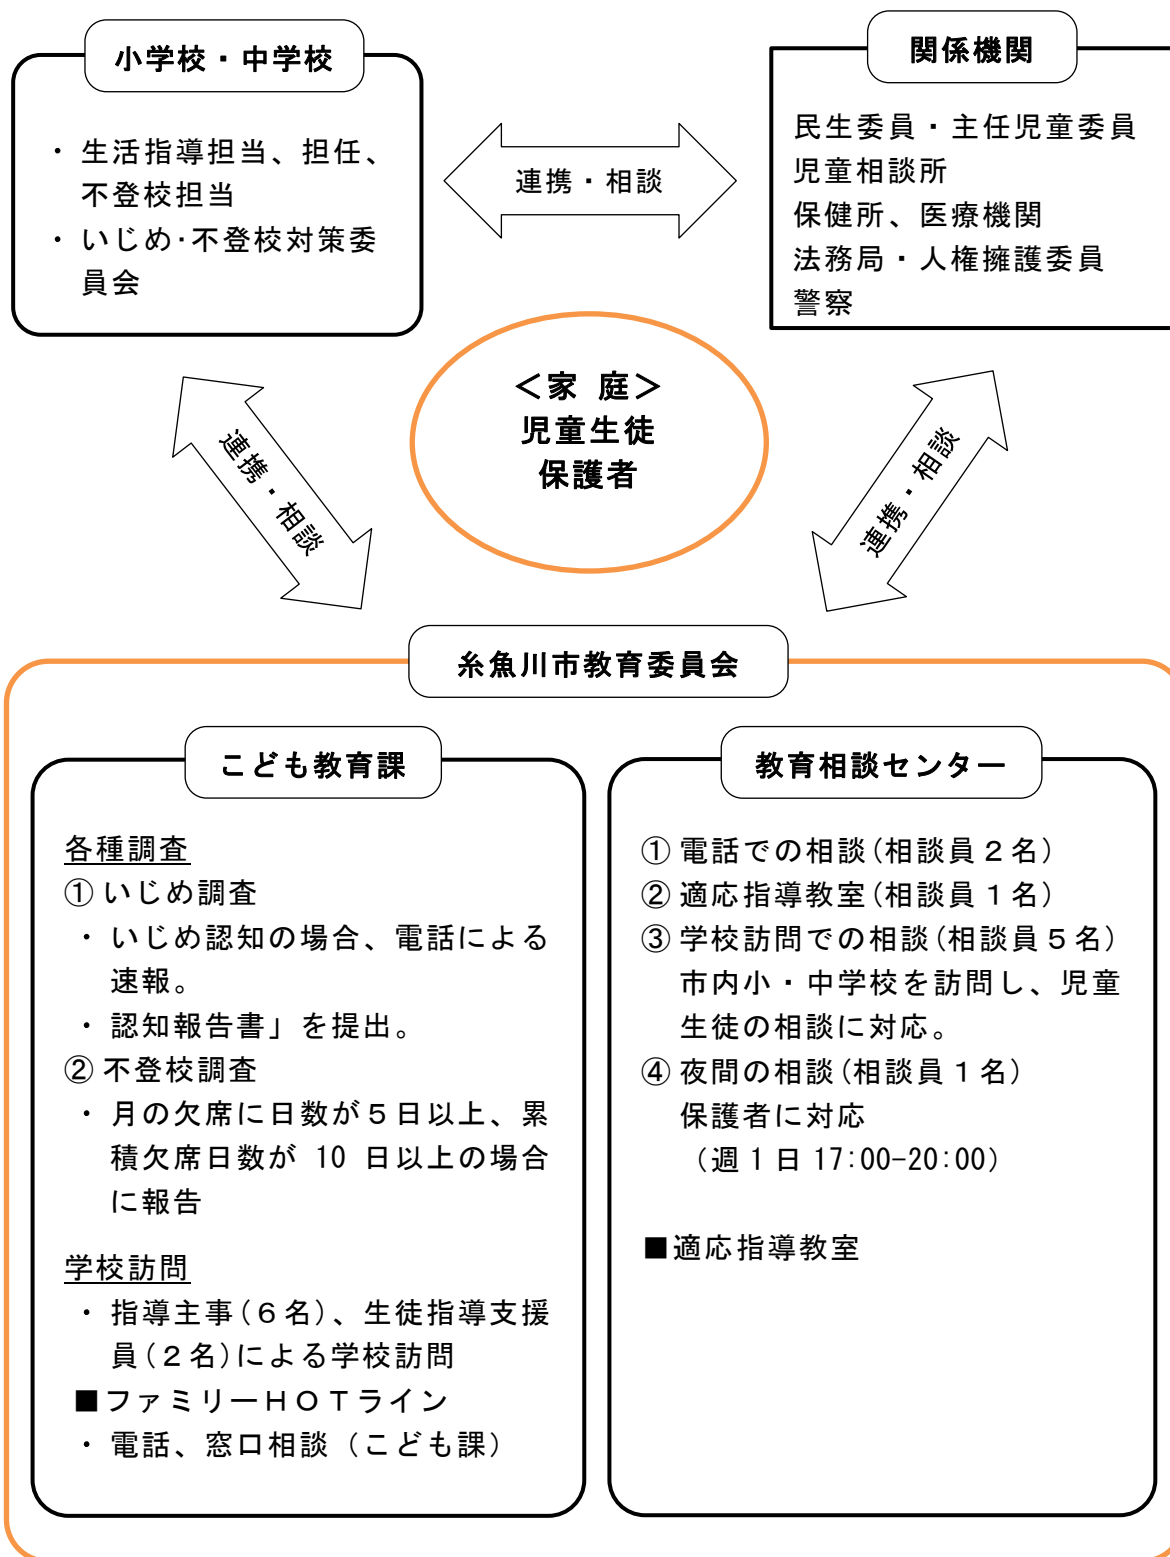 小学校・中学校
・ 生活指導担当、担任、
不登校担当
・ いじめ・不登校対策委
員会
連携・相談
関係機関
民生委員・主任児童委員
児童相談所
保健所、医療機関
法務局・人権擁護委員
警察
＜家 庭＞
児童生徒
保護者
連携・相談
連携・相談
糸魚川市教育委員会
こども教育課
各種調査
① いじめ調査
・ いじめ認知の場合、電話による
速報。
・ 認知報告書」を提出。
② 不登校調査
・ 月の欠席に日数が５日以上、累
積欠席日数が 10 日以上の場合
に報告
学校訪問
・ 指導主事(６名)、生徒指導支援
員(２名)による学校訪問
■ファミリーＨＯＴライン
・ 電話、窓口相談（こども課）
教育相談センター
① 電話での相談(相談員２名)
② 適応指導教室(相談員１名)
③ 学校訪問での相談(相談員５名)
市内小・中学校を訪問し、児童
生徒の相談に対応。
④ 夜間の相談(相談員１名)
保護者に対応
（週１日 17:00-20:00）
■適応指導教室